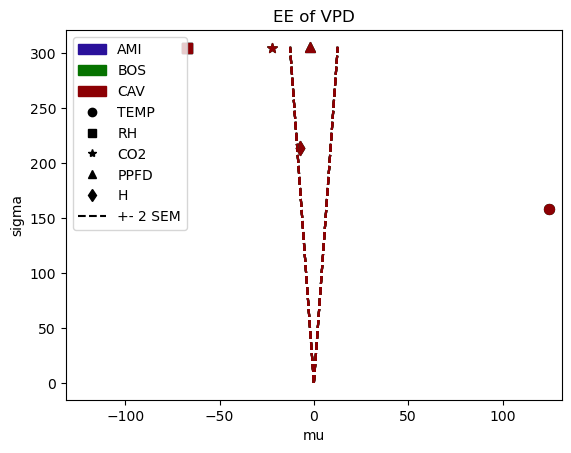 EE of VPD
AMI
BOS
CAV
TEMP
RH
CO2
PPFD
H
+- 2 SEM
300
250
200
150
100
50
0
sigma
−100
−50
0
50
100
mu